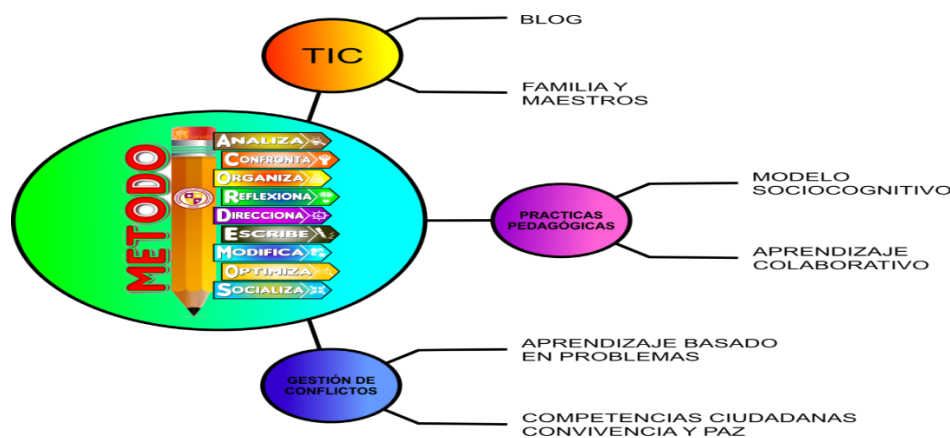 TIC
BLOG
FAMILIA Y
MAESTROS
METODO
ANALIZA
CONFRONTA
ORGANIZA
REFLEXIONA
DIRECCIONA
ESCRIBE
MODIFICA
OPTIMIZA
SOCIALIZA
PRACTICAS
PEDAGÓGICAS
MODELO
SOCIOCOGNITIVO
APRENDIZAJE
COLABORATIVO
GESTIÓN DE
CONFLICTOS
APRENDIZAJE BASADO
EN PROBLEMAS
COMPETENCIAS CIUDADANAS
CONVIVENCIA Y PAZ